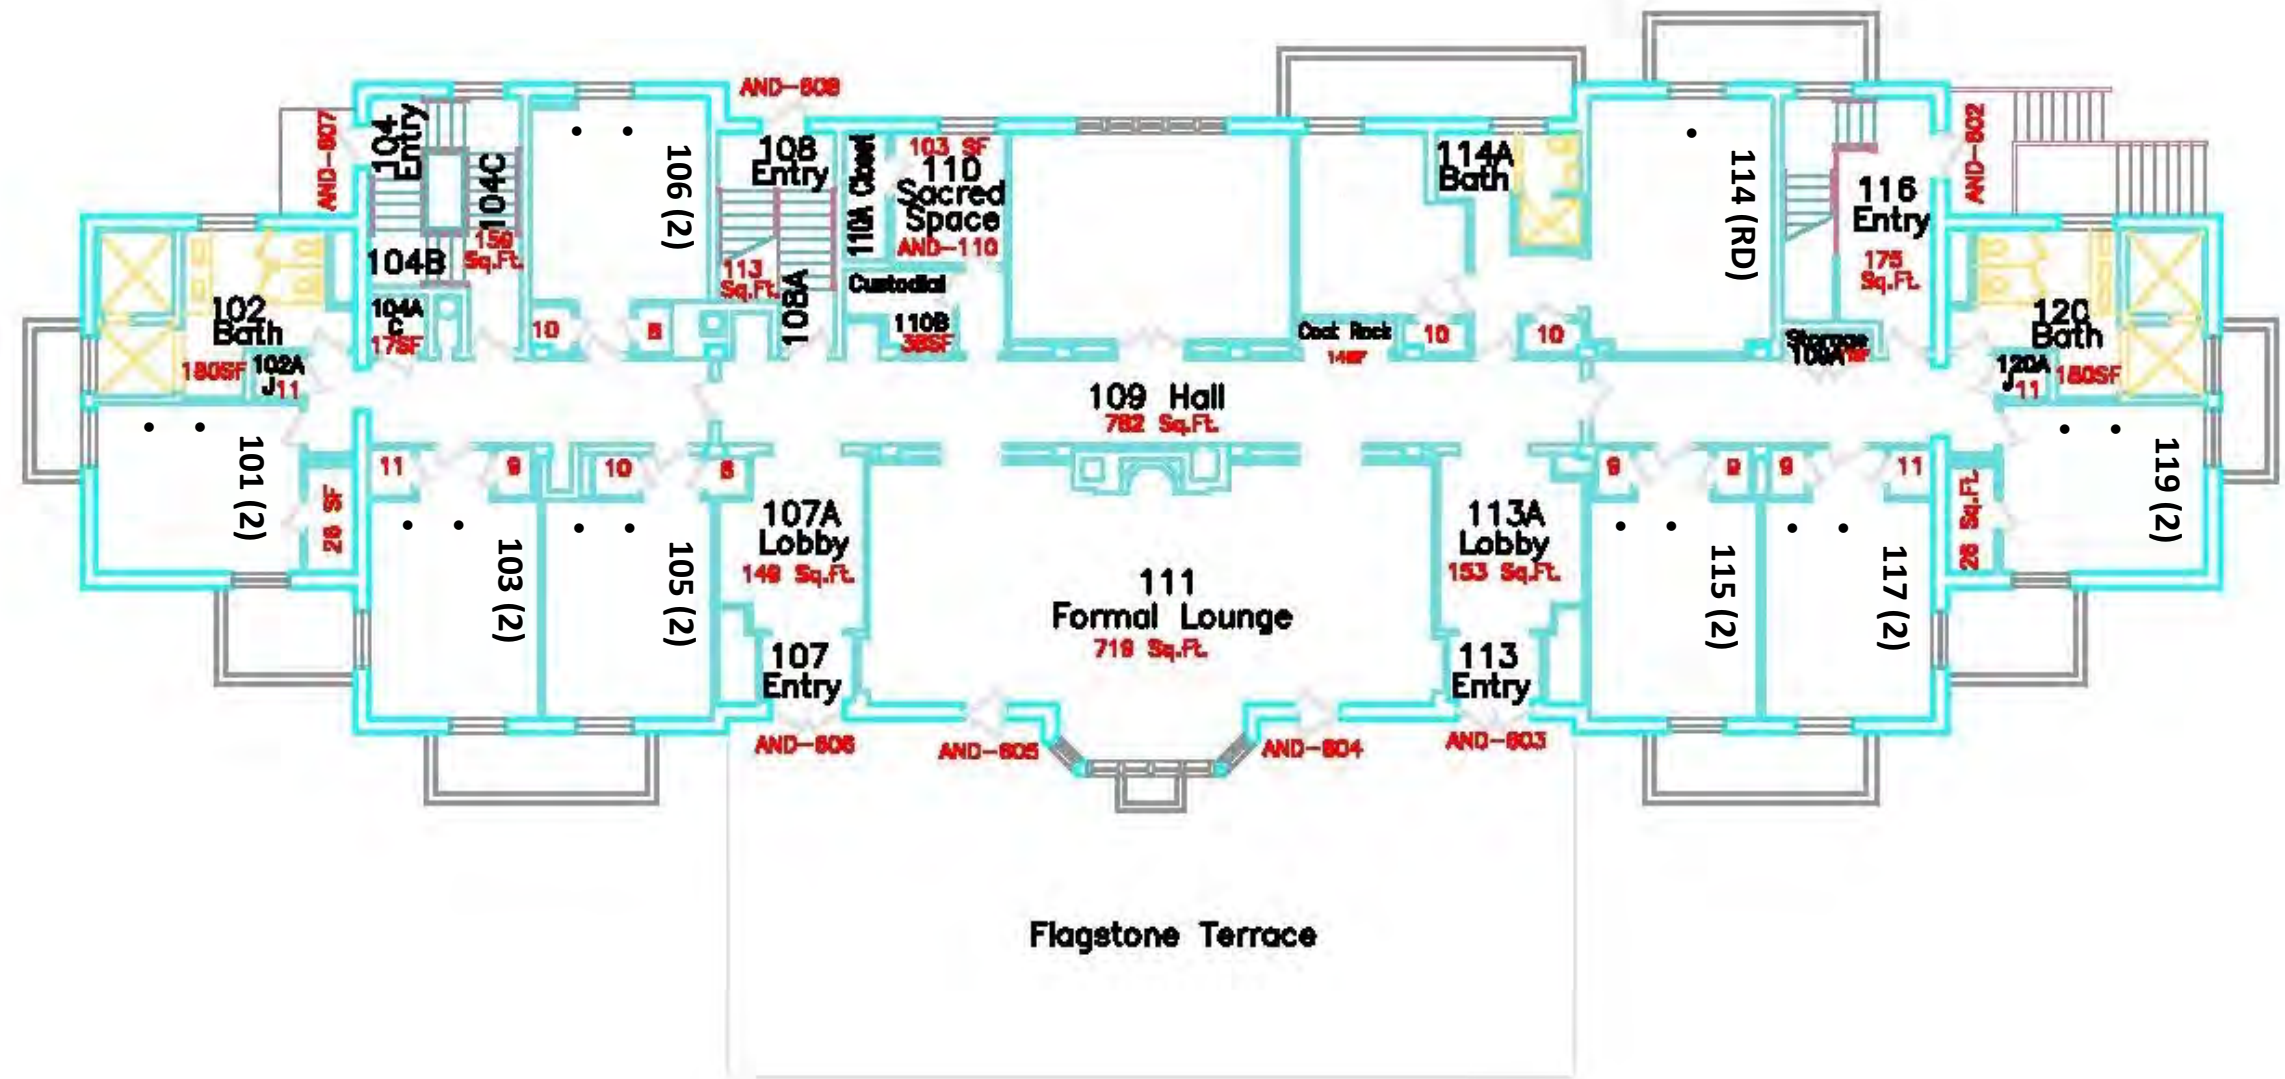 AND-608
AND-607
104
Entry
104C
159
Sq.Ft.
104B
104A
C
17SF
106 (2)
10
108
Entry
113
Sq.Ft.
108A
110A Closet
103 SF
110
Sacred
Space
AND-110
Custodial
110B
38SF
114A
Bath
Coat Rack
10
10
114 (RD)
116
Entry
175
Sq.Ft.
AND-602
Storage
109A
102
Bath
180SF
102A
J 11
120
Bath
180SF
120A
J 11
109 Hall
782 Sq.Ft.
101 (2)
28 SF
11
9
103 (2)
10
105 (2)
107A
Lobby
149 Sq.Ft.
107
Entry
111
Formal Lounge
719 Sq.Ft.
113A
Lobby
153 Sq.Ft.
113
Entry
9
9
115 (2)
9
11
117 (2)
28 Sq.Ft.
119 (2)
AND-606
AND-605
AND-604
AND-603
Flagstone Terrace